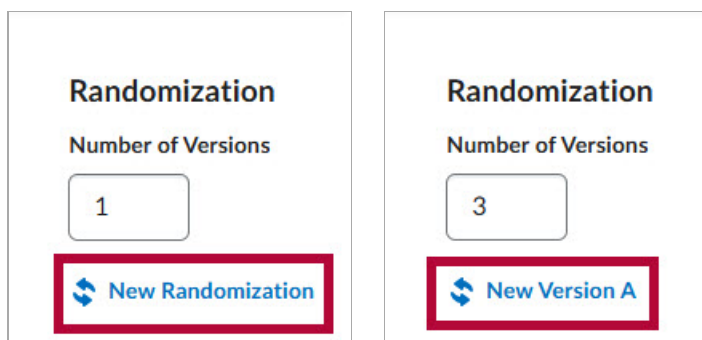 Randomization
Number of Versions
1
New Randomization
Randomization
Number of Versions
3
New Version A